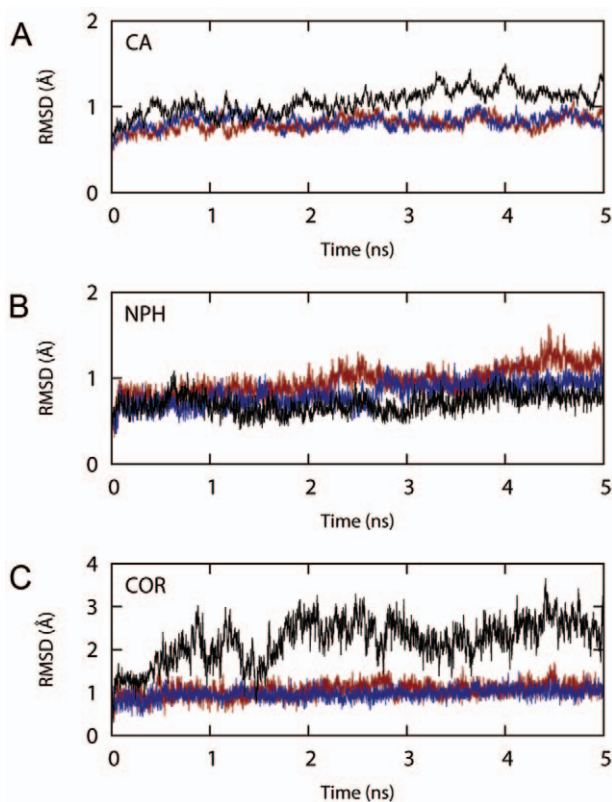 A
CA
RMSD (Å)
2
1
0
0 1 2 3 4 5
Time (ns)
B
NPH
RMSD (Å)
2
1
0
0 1 2 3 4 5
Time (ns)
C
COR
RMSD (Å)
4
3
2
1
0
0 1 2 3 4 5
Time (ns)